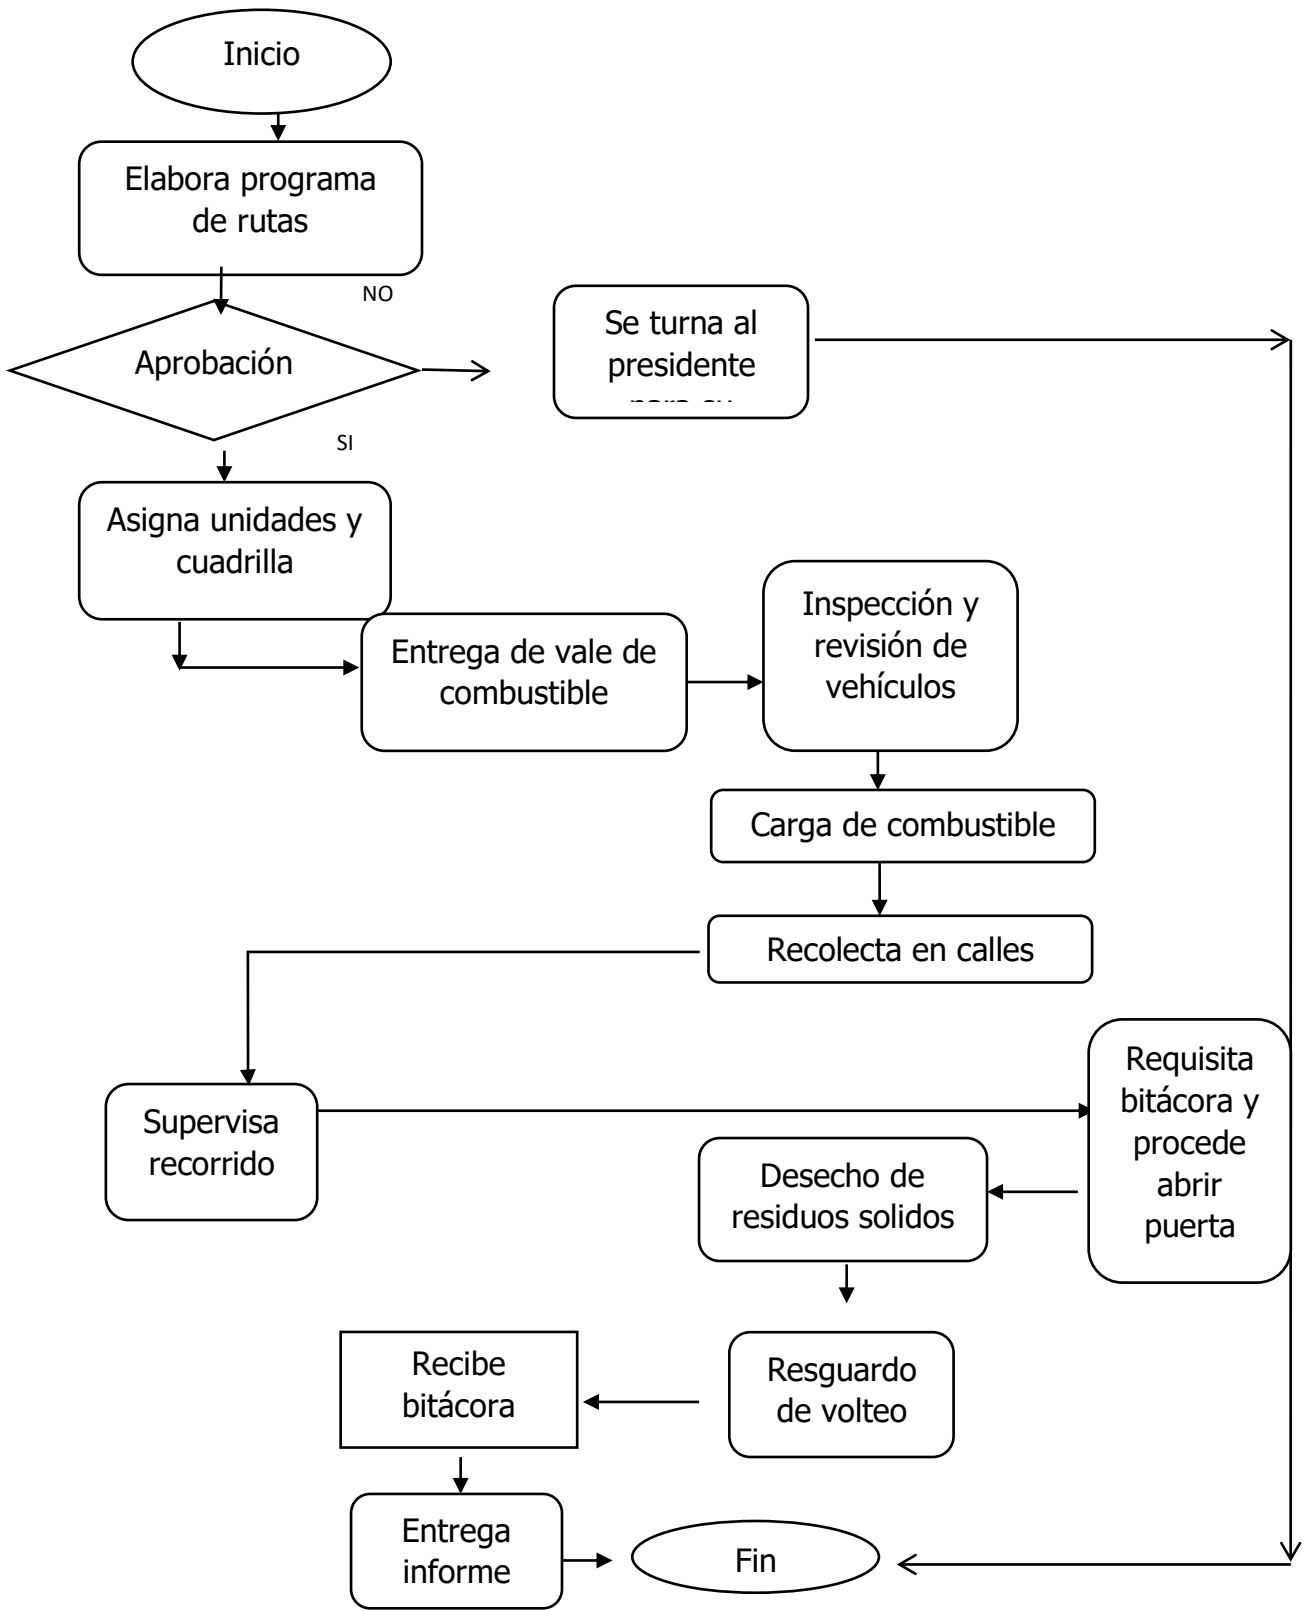 Inicio
Elabora programa
de rutas
NO
Aprobación
Se turna al
presidente
SI
Asigna unidades y
cuadrilla
Entrega de vale de
combustible
Inspección y
revisión de
vehículos
Carga de combustible
Recolecta en calles
Supervisa
recorrido
Requisita
bitácora y
procede
abrir
puerta
Desecho de
residuos solidos
Resguardo
de volteo
Recibe
bitácora
Entrega
informe
Fin